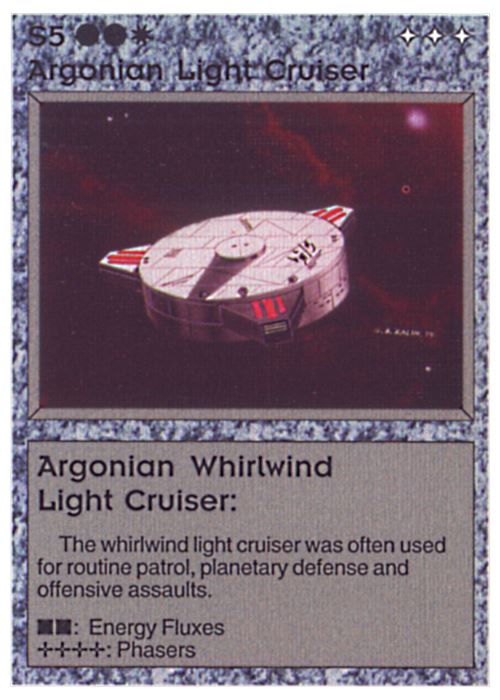 S5
Argonian Light Cruiser
Argonian Whirlwind
Light Cruiser:
The whirlwind light cruiser was often used
for routine patrol, planetary defense and
offensive assaults.
: Energy Fluxes
: Phasers